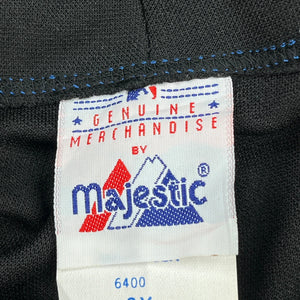 GENUINE
MERCHANDISE
BY
Majestic®
6400